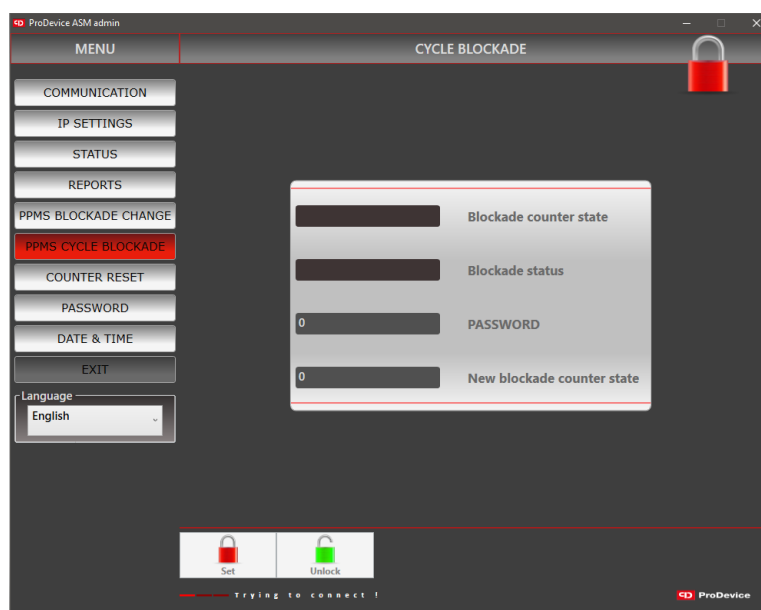 ProDevice ASM admin
MENU
CYCLE BLOCKADE
COMMUNICATION
IP SETTINGS
STATUS
REPORTS
PPMS BLOCKADE CHANGE
PPMS CYCLE BLOCKADE
COUNTER RESET
PASSWORD
DATE & TIME
EXIT
Language
English
Blockade counter state
Blockade status
0 PASSWORD
0 New blockade counter state
Set Unlock
Trying to connect !
ProDevice